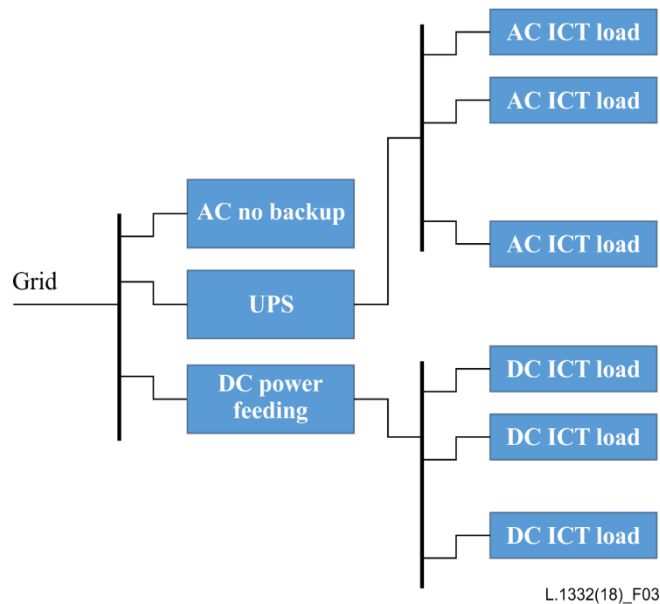 AC ICT load
AC ICT load
AC no backup
AC ICT load
Grid
UPS
DC power
feeding
DC ICT load
DC ICT load
DC ICT load
L.1332(18)_F03